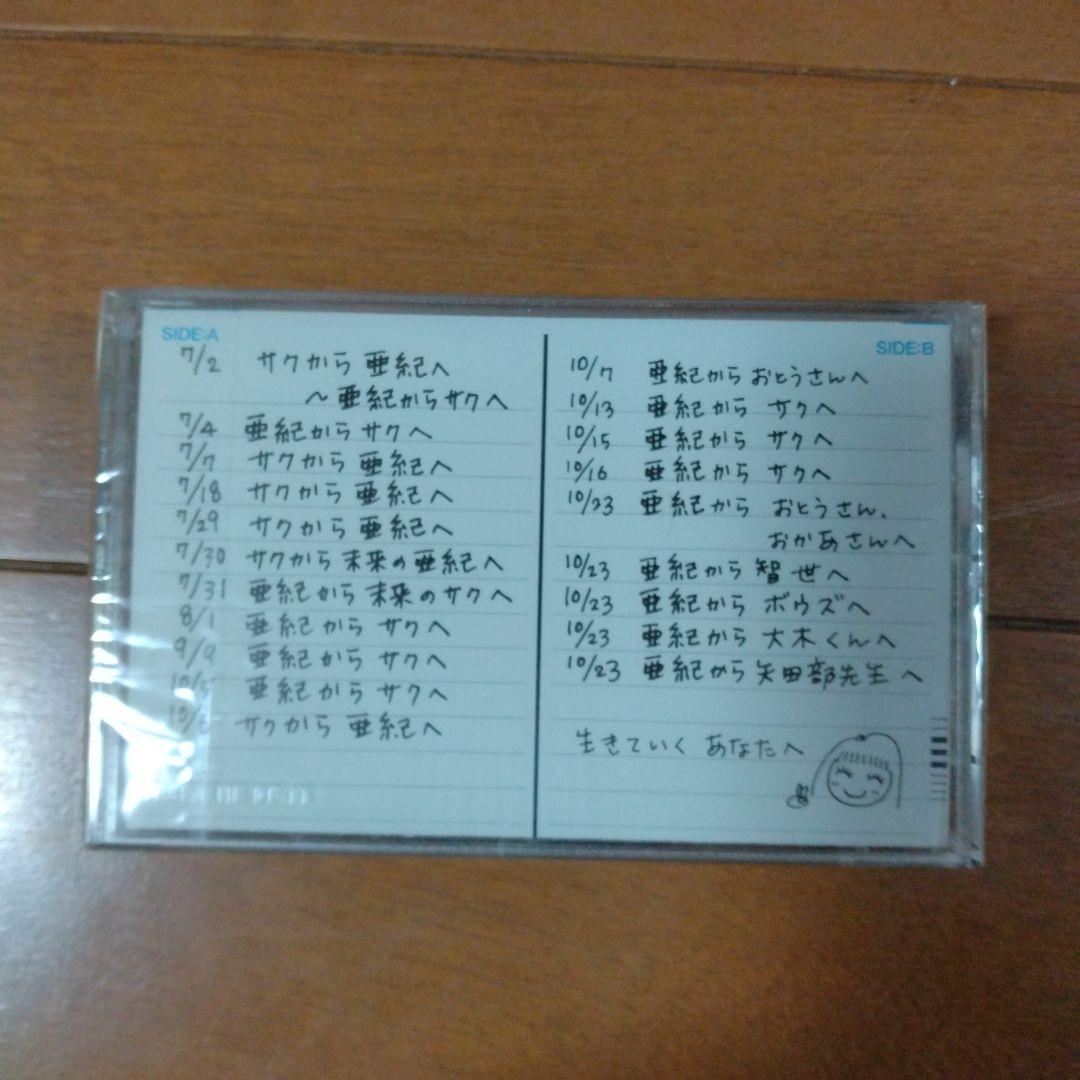 SIDE:A
7/2 サクから亜紀へ
～亜紀からサクへ
7/4 亜紀からサクへ
7/7 サクから亜紀へ
7/18 サクから亜紀へ
7/29 サクから亜紀へ
7/30 サクから未来の亜紀へ
7/31 亜紀から未来のサクへ
8/1 亜紀からサクへ
9/9 亜紀からサクへ
亜紀からサクへ
サクから亜紀へ
SIDE:B
10/7 亜紀からおとうさんへ
10/13 亜紀からサクへ
10/15 亜紀からサクへ
10/16 亜紀からサクへ
10/23 亜紀からおとうさん、
おかあさんへ
10/23 亜紀から智世へ
10/23 亜紀からボウズへ
10/23 亜紀から大木くんへ
10/23 亜紀から矢田部先生へ
生きていくあなたへ